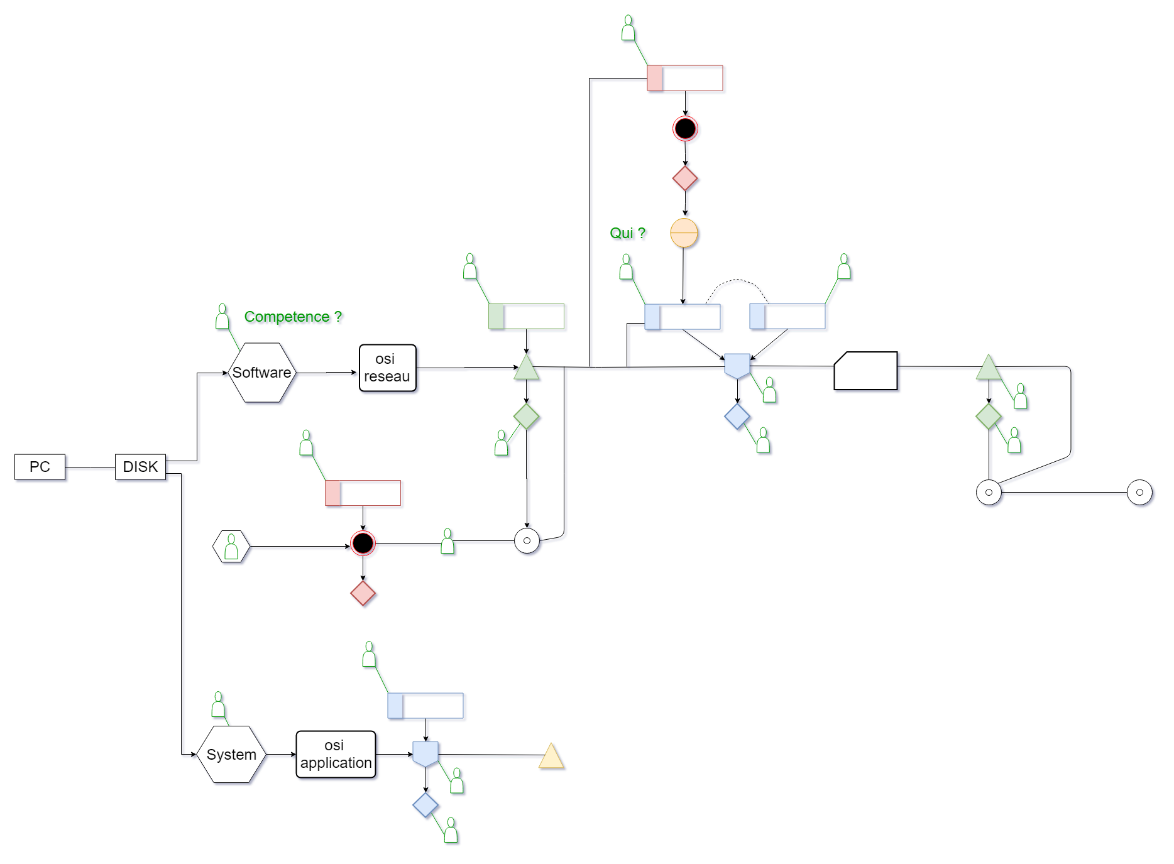 Qui ?
Competence ?
Software
osi
reseau
PC
DISK
System
osi
application